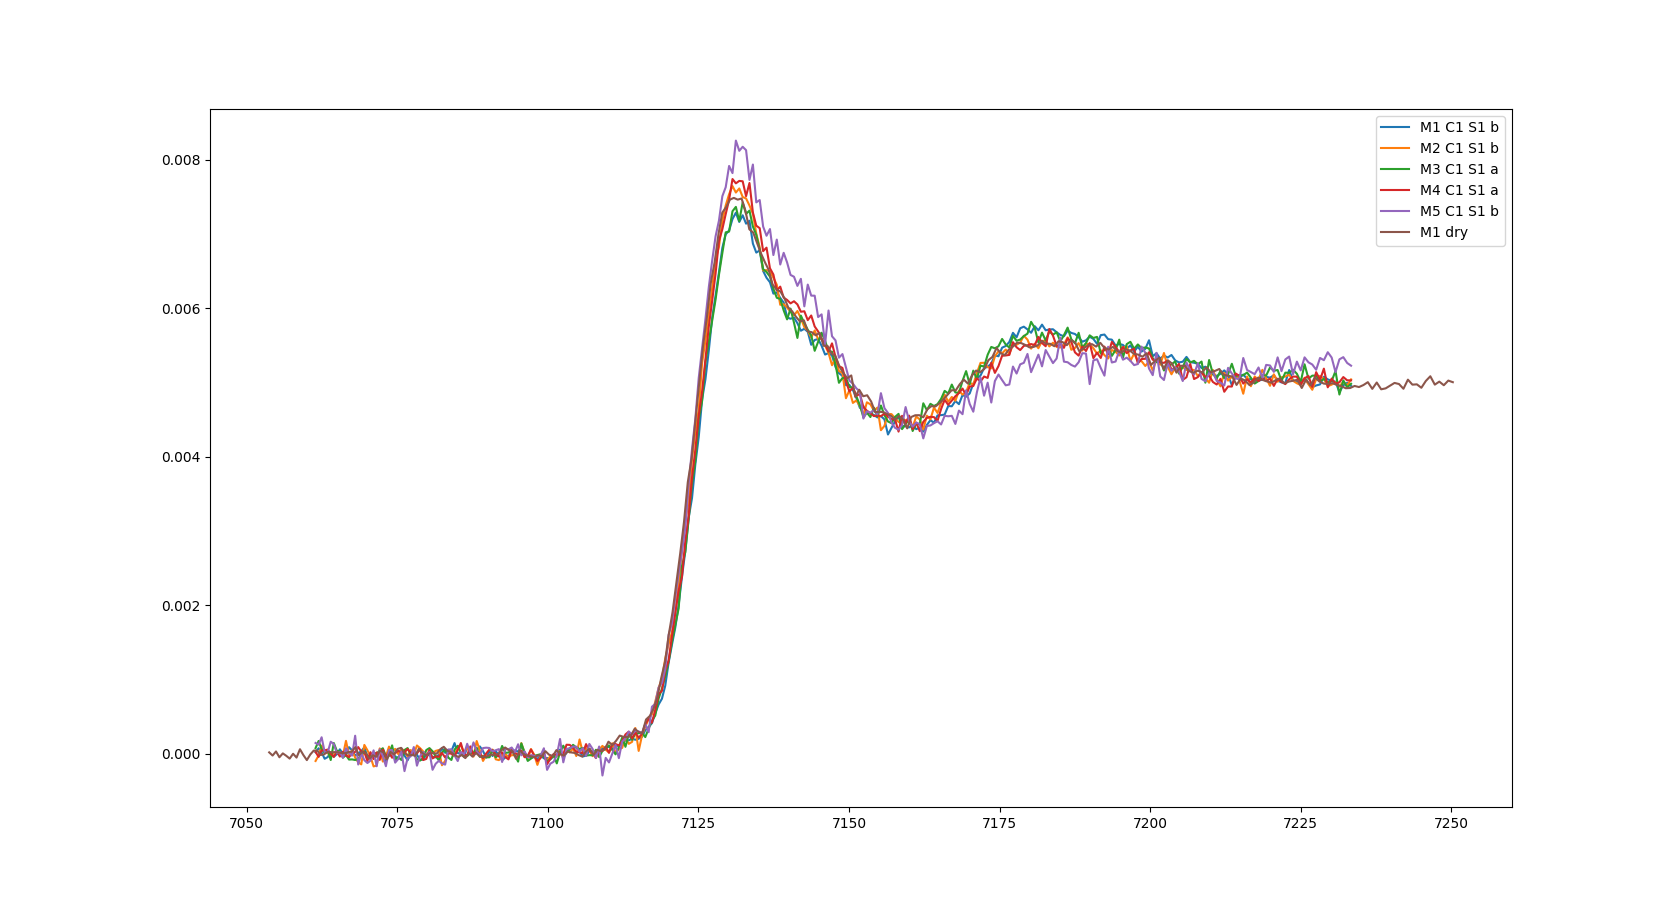 0.008
0.006
0.004
0.002
0.000
7050 7075 7100 7125 7150 7175 7200 7225 7250
M1 C1 S1 b
M2 C1 S1 b
M3 C1 S1 a
M4 C1 S1 a
M5 C1 S1 b
M1 dry